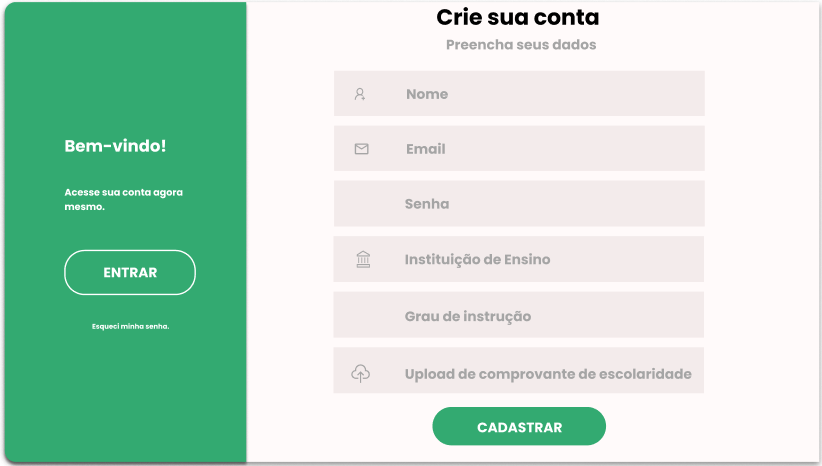 Bem-vindo!
Acesse sua conta agora
mesmo.
ENTRAR
Esqueci minha senha.
Crie sua conta
Preencha seus dados
Nome
Email
Senha
Instituição de Ensino
Grau de instrução
Upload de comprovante de escolaridade
CADASTRAR